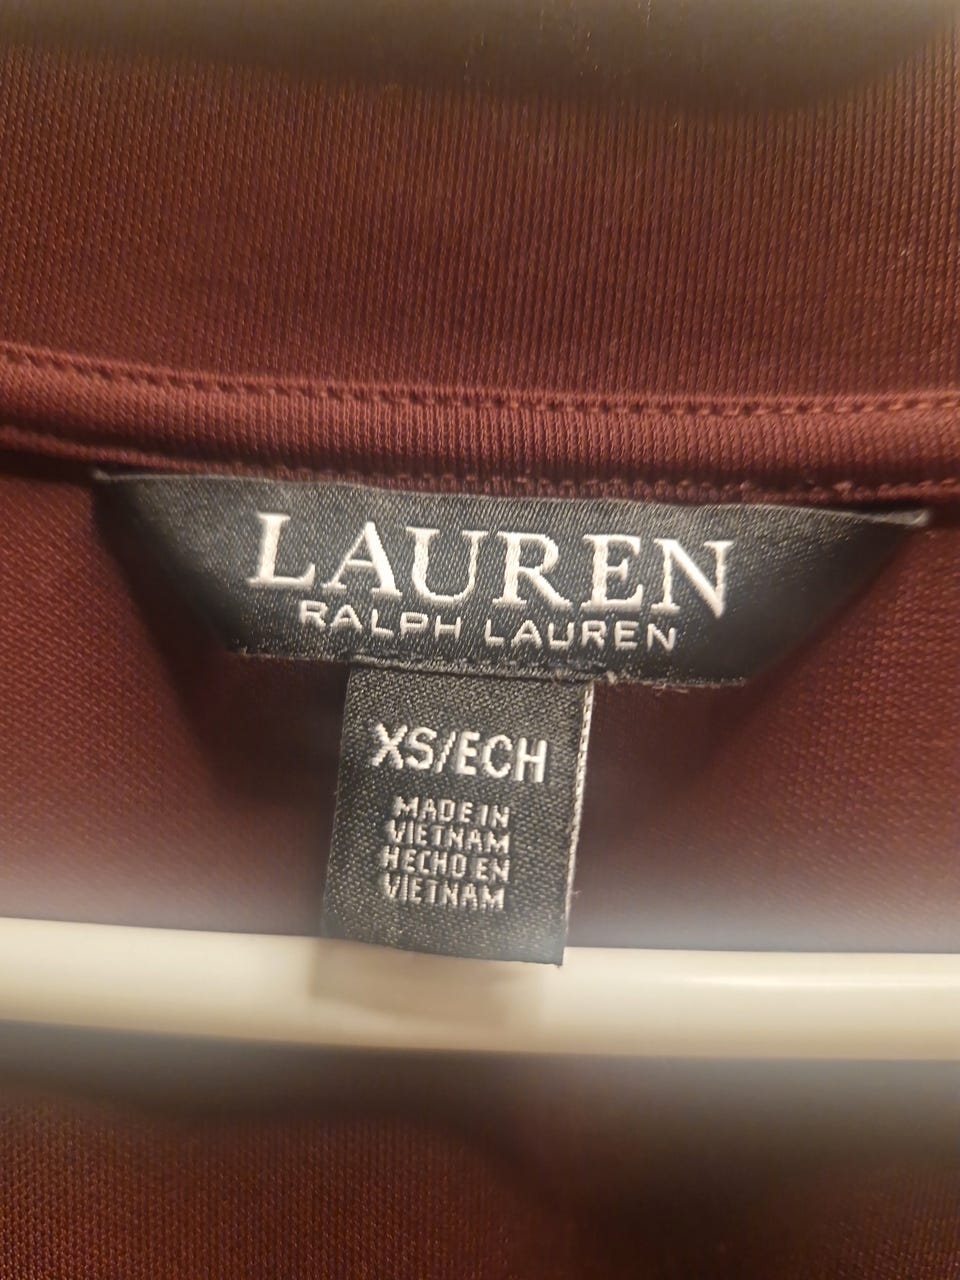 LAUREN
RALPH LAUREN
XS/ECH
MADE IN
VIETNAM
HECHO EN
VIETNAM